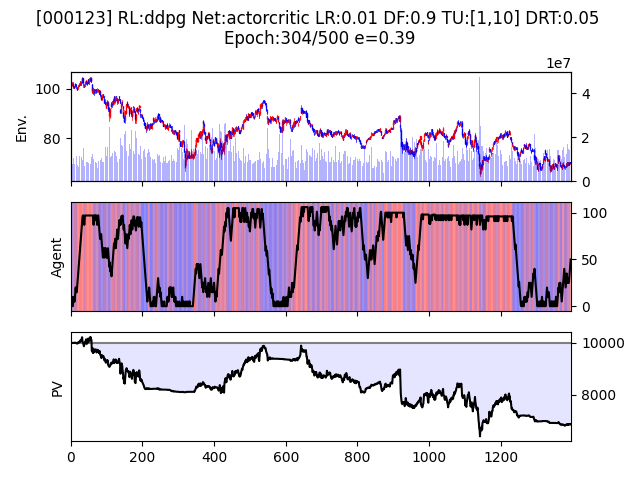 [000123] RL:ddpg Net:actorcritic LR:0.01 DF:0.9 TU:[1,10] DRT:0.05
Epoch:304/500 e=0.39
1e7
100
80
Env.
4
2
0
Agent
100
50
0
PV
10000
8000
0 200 400 600 800 1000 1200